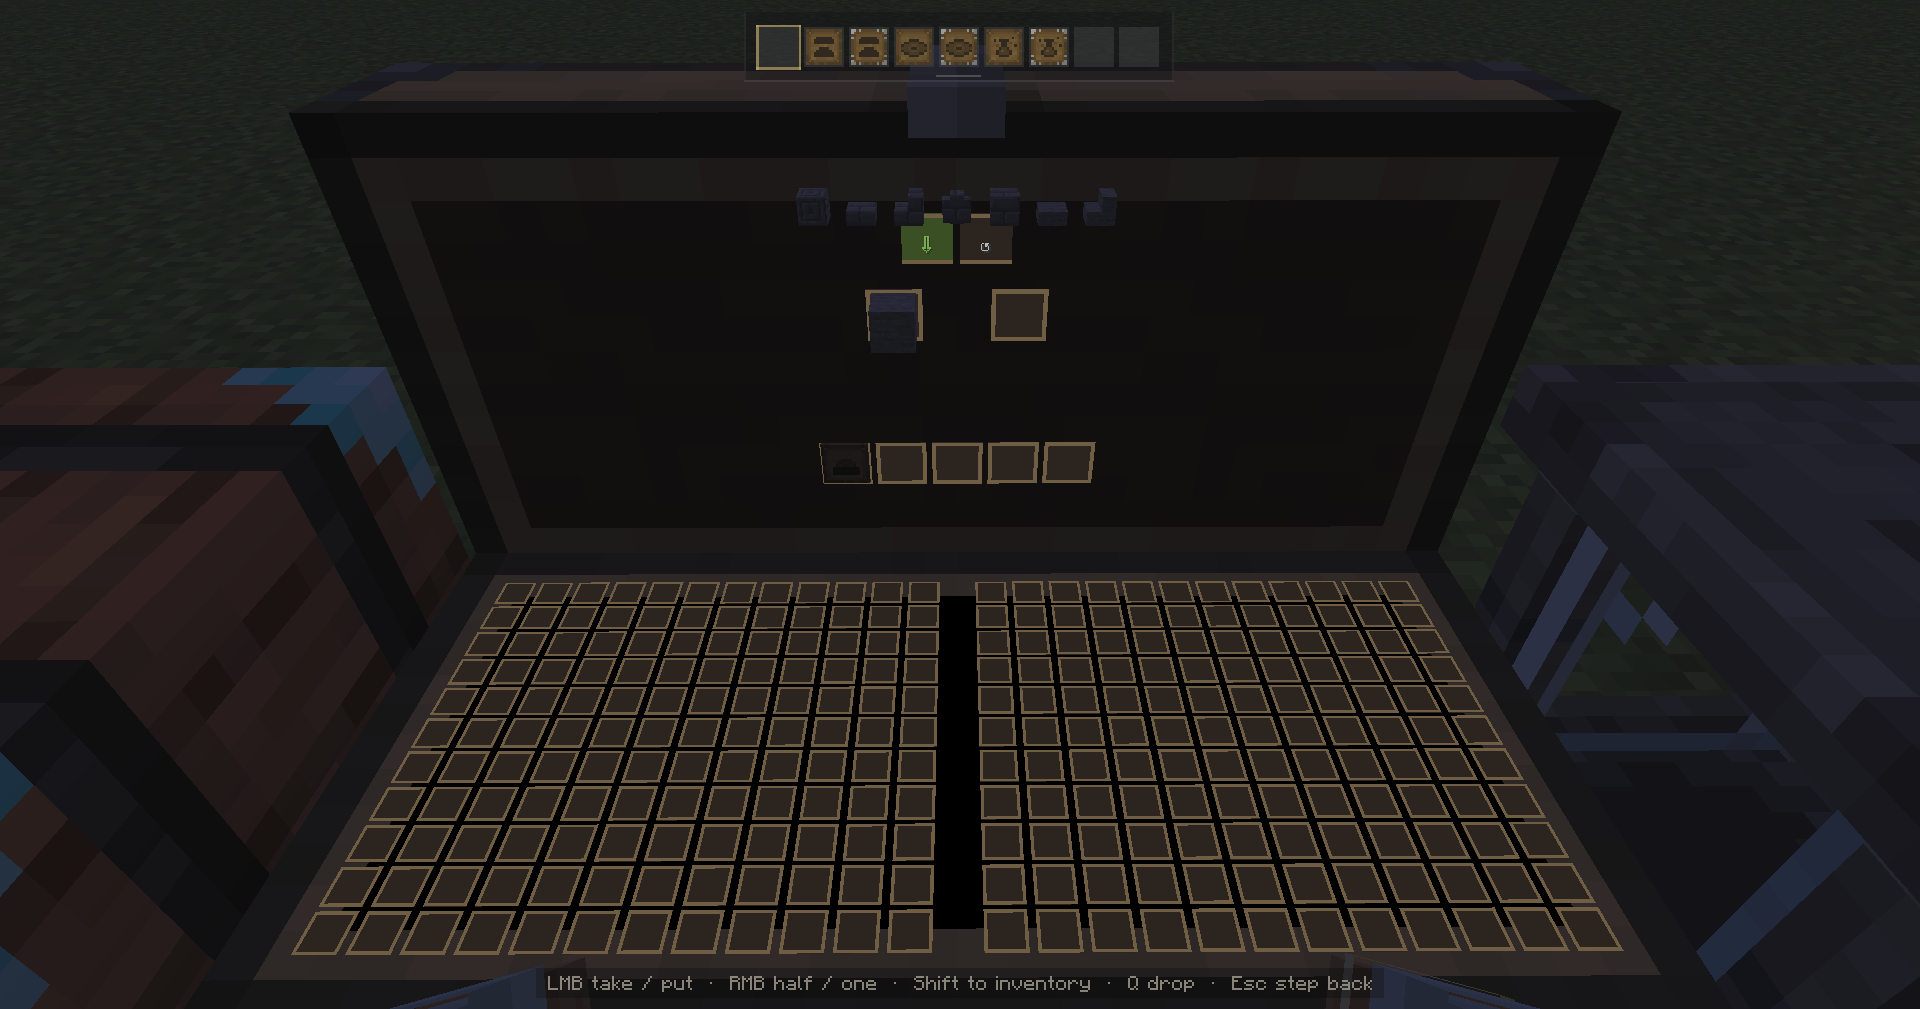 LMB take / put · RMB half / one · Shift to inventory · Q drop · Esc step back